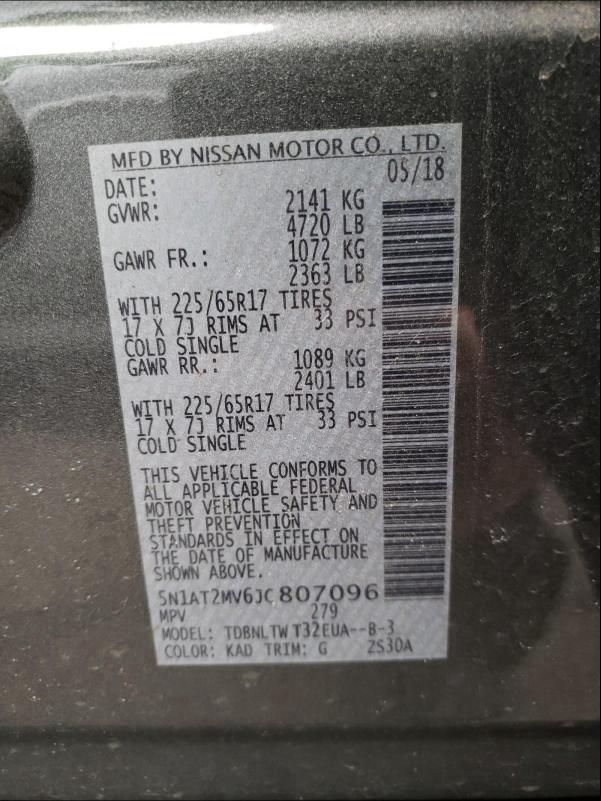 MFD BY NISSAN MOTOR CO., LTD.
DATE: 05/18
GVWR: 2141 KG
4720 LB
GAWR FR.: 1072 KG
2363 LB
WITH 225/65R17 TIRES
17 X 7J RIMS AT 33 PSI
COLD SINGLE
GAWR RR.: 1089 KG
2401 LB
WITH 225/65R17 TIRES
17 X 7J RIMS AT 33 PSI
COLD SINGLE
THIS VEHICLE CONFORMS TO
ALL APPLICABLE FEDERAL
MOTOR VEHICLE SAFETY AND
THEFT PREVENTION
STANDARDS IN EFFECT ON
THE DATE OF MANUFACTURE
SHOWN ABOVE.
5N1AT2MV6JC807096
MPV 279
MODEL: TDBNLTW T32EUA--B-3
COLOR: KAD TRIM: G ZS30A